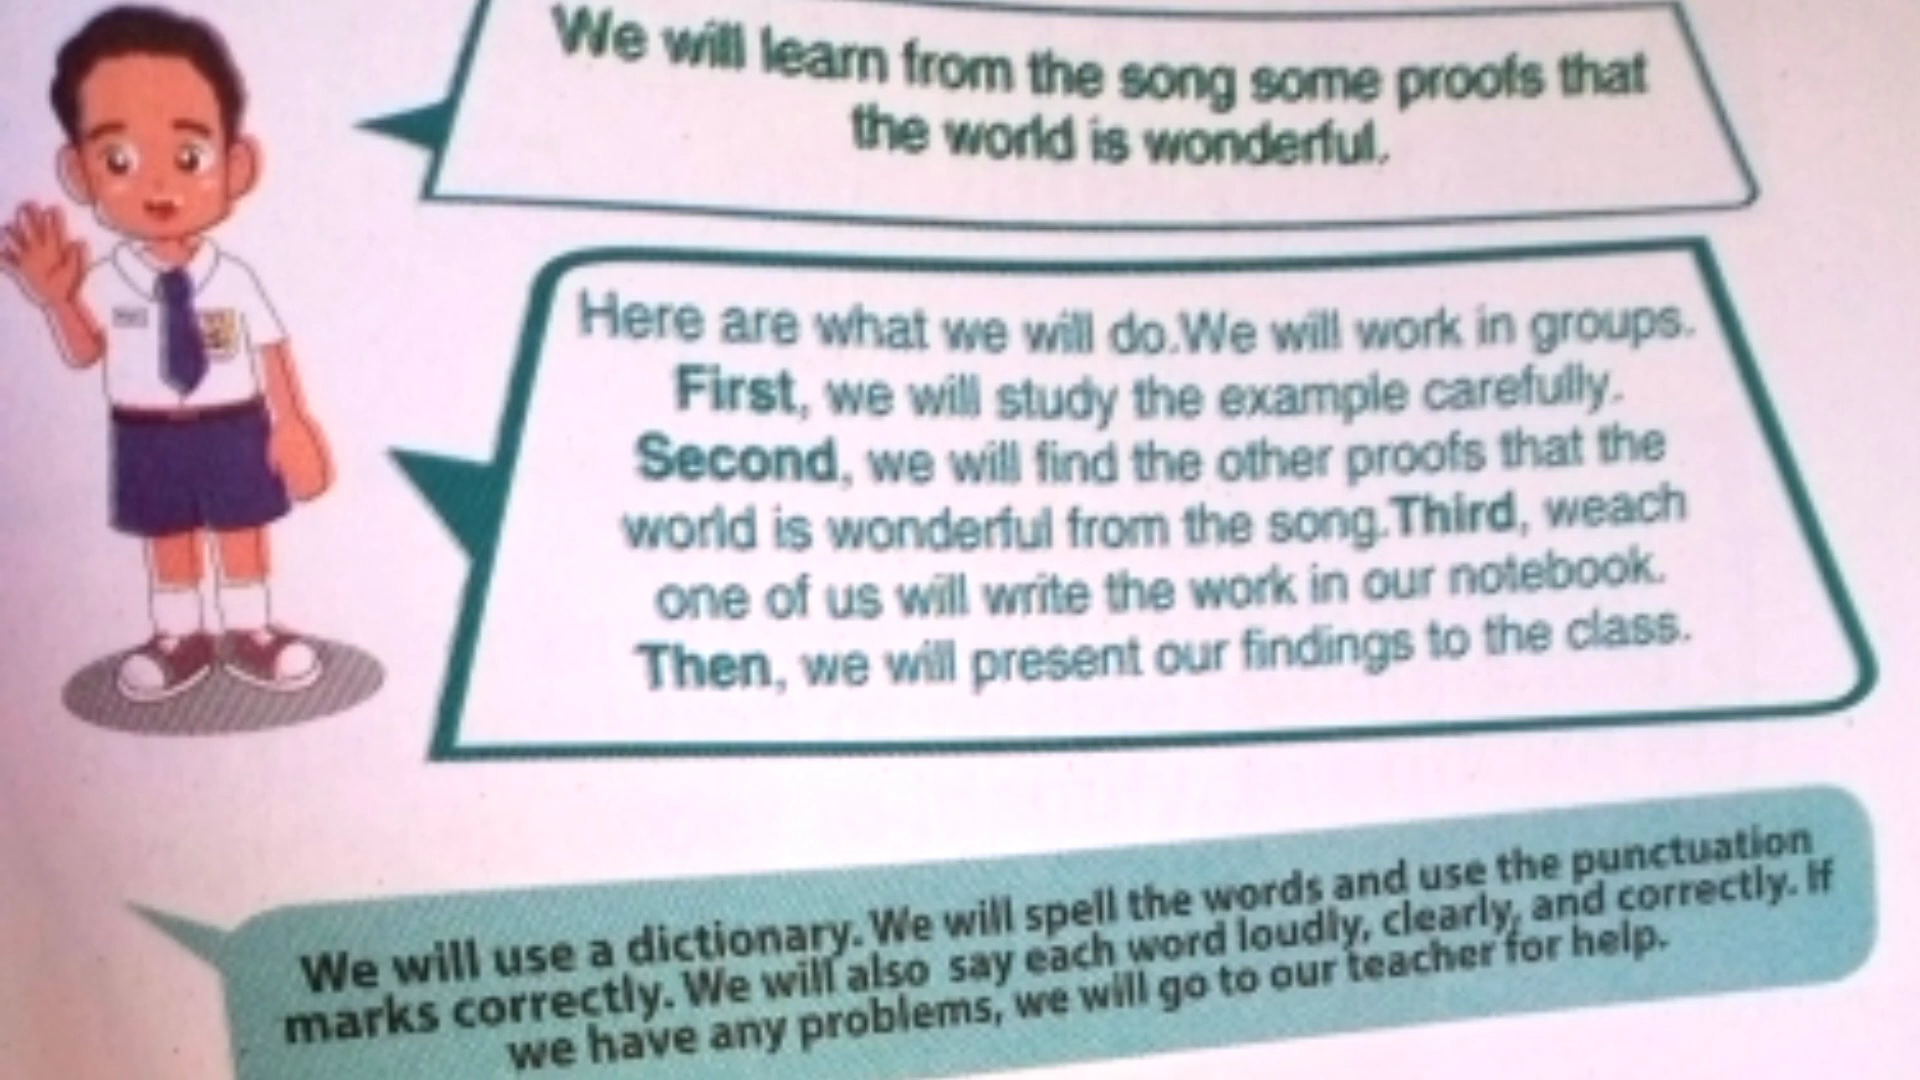 We will learn from the song some proofs that
the world is wonderful.
Here are what we will do.We will work in groups.
First, we will study the example carefully.
Second, we will find the other proofs that the
world is wonderful from the song.Third, weach
one of us will write the work in our notebook.
Then, we will present our findings to the class.
We will use a dictionary. We will spell the words and use the punctuation
marks correctly. We will also say each word loudly, clearly, and correctly. If
we have any problems, we will go to our teacher for help.